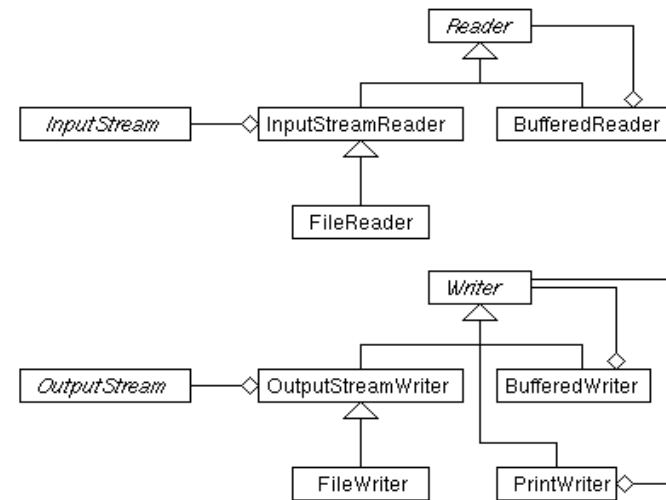 Reader
InputStream
InputStreamReader
BufferedReader
FileReader
Writer
OutputStream
OutputStreamWriter
BufferedWriter
FileWriter
PrintWriter